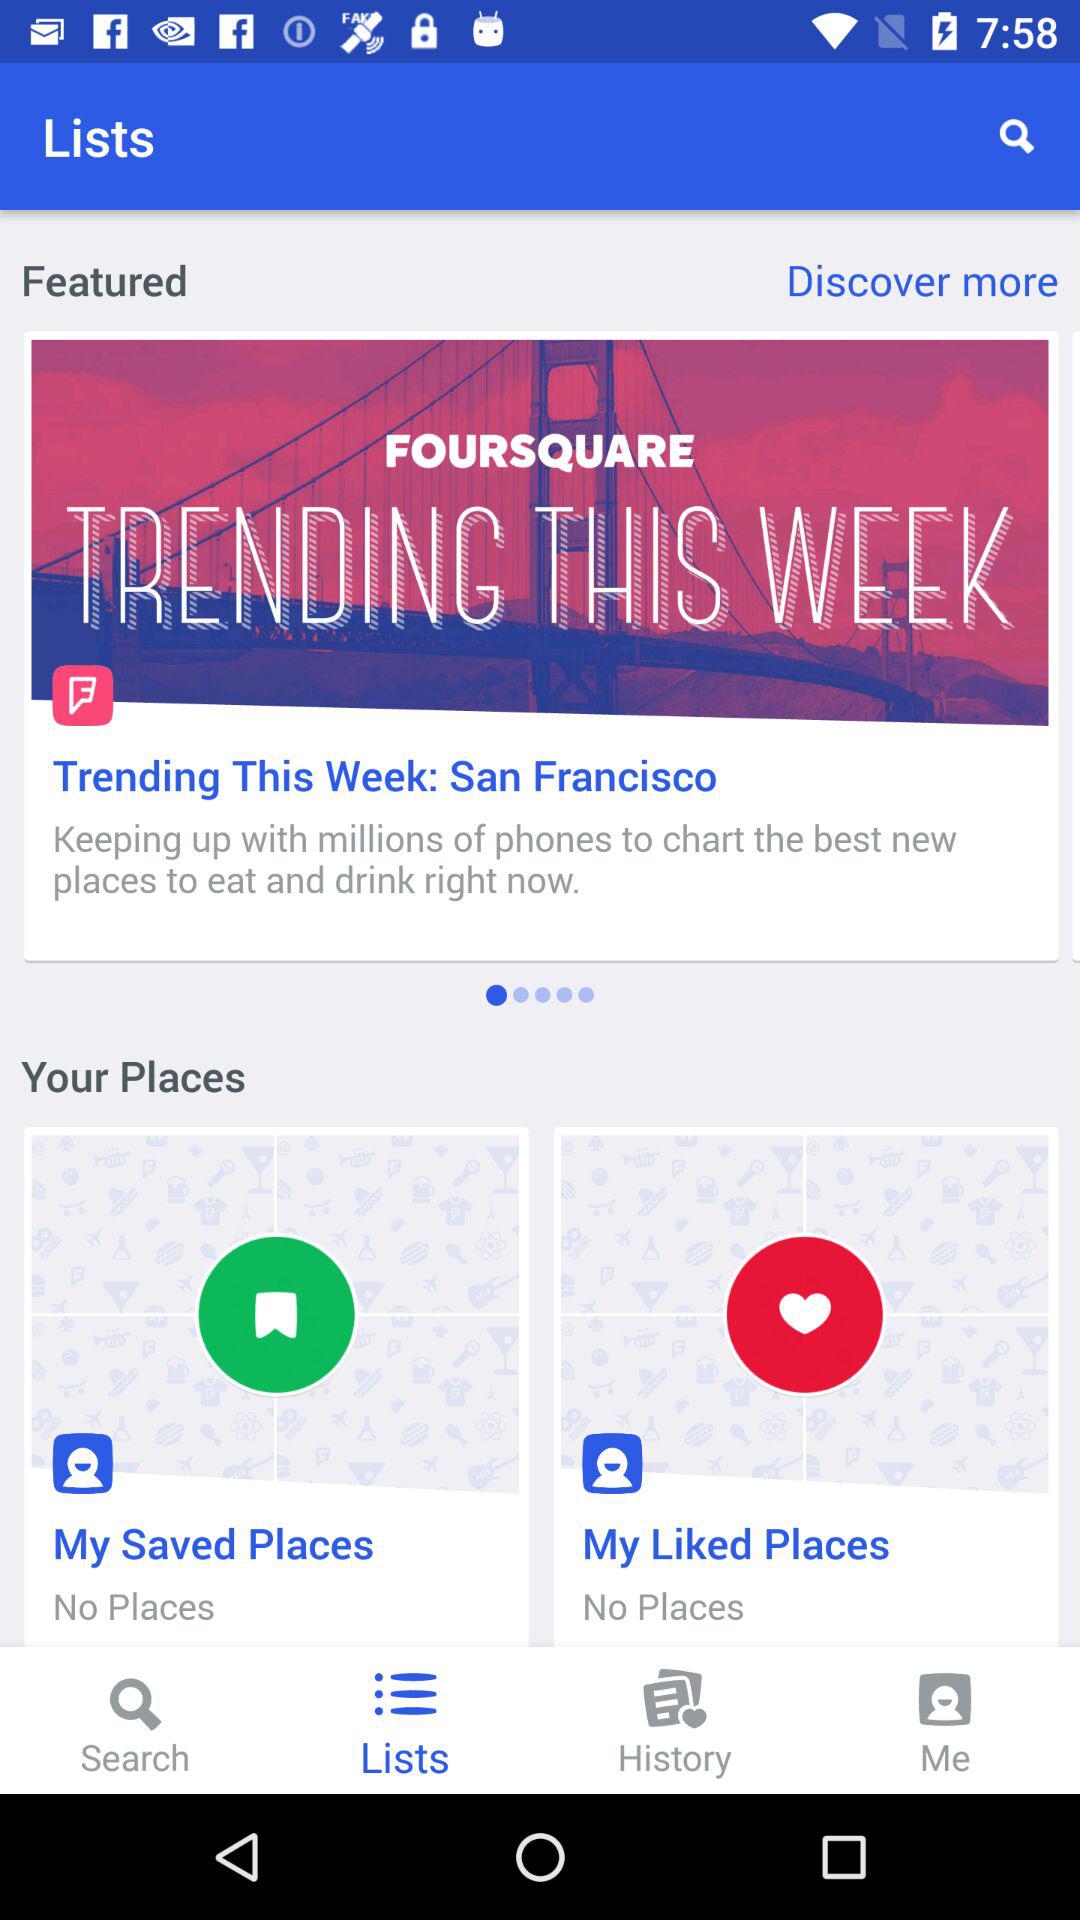 FAKE
7:58
Lists
Featured
Discover more
FOURSQUARE
TRENDING THIS WEEK
Trending This Week: San Francisco
Keeping up with millions of phones to chart the best new
places to eat and drink right now.
Your Places
My Saved Places
My Liked Places
No Places
No Places
Search
Lists
History
Me